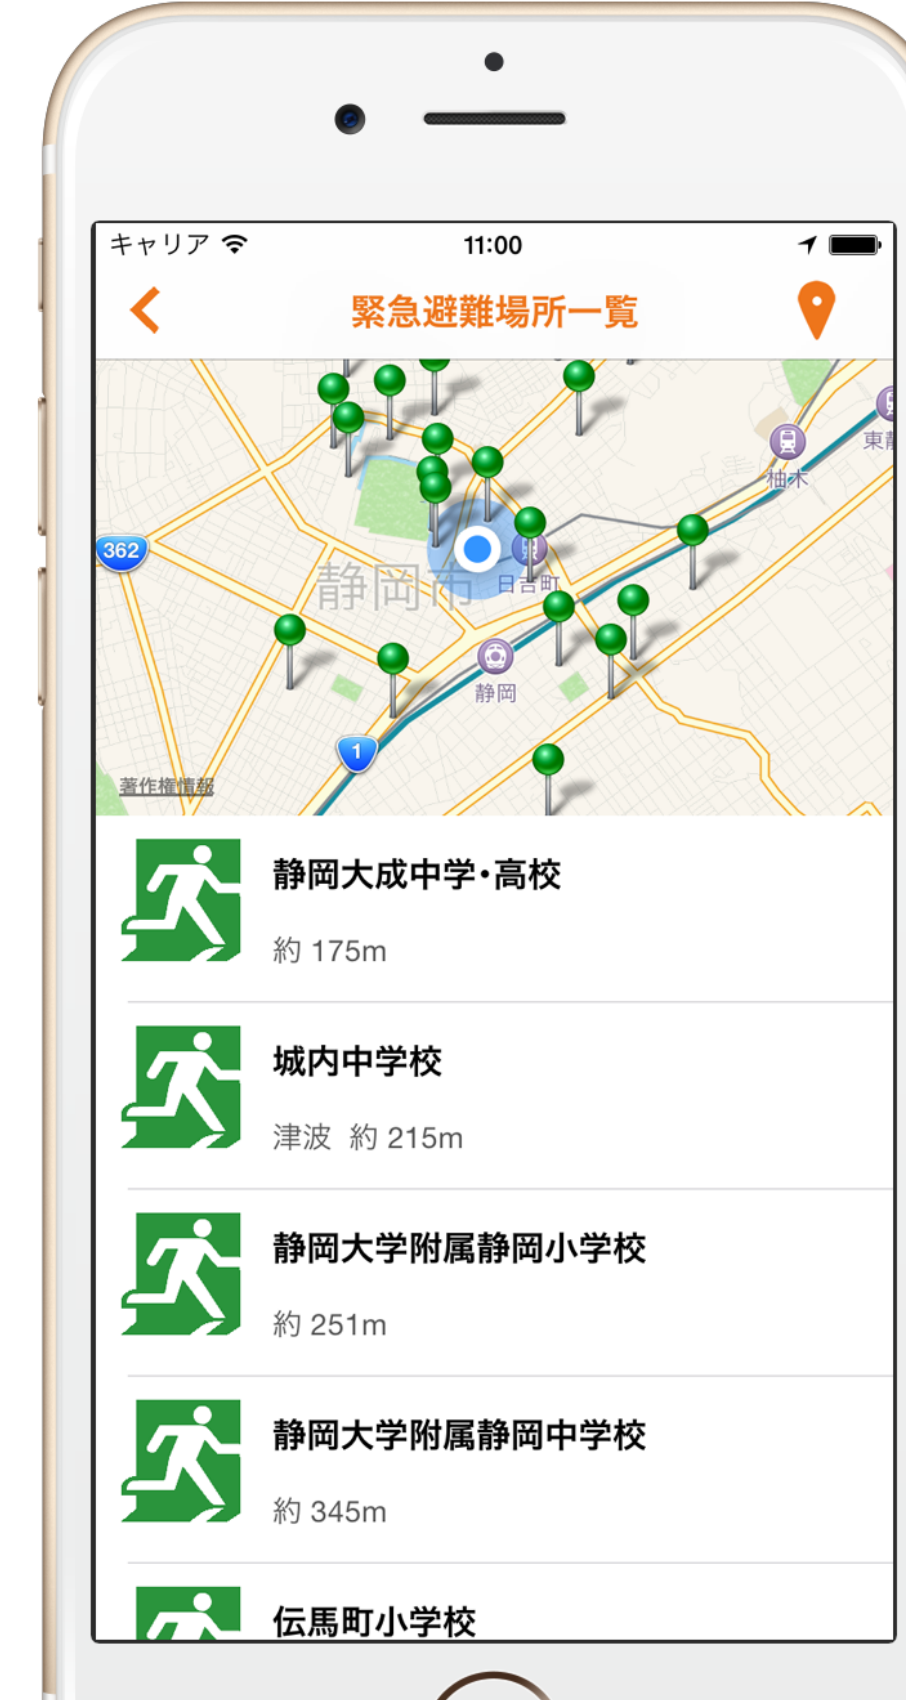 キャリア 11:00
緊急避難場所一覧
柚木
東静
362
静岡市
日吉町
静岡
1
著作権情報
静岡大成中学・高校
約 175m
城内中学校
津波 約 215m
静岡大学附属静岡小学校
約 251m
静岡大学附属静岡中学校
約 345m
伝馬町小学校